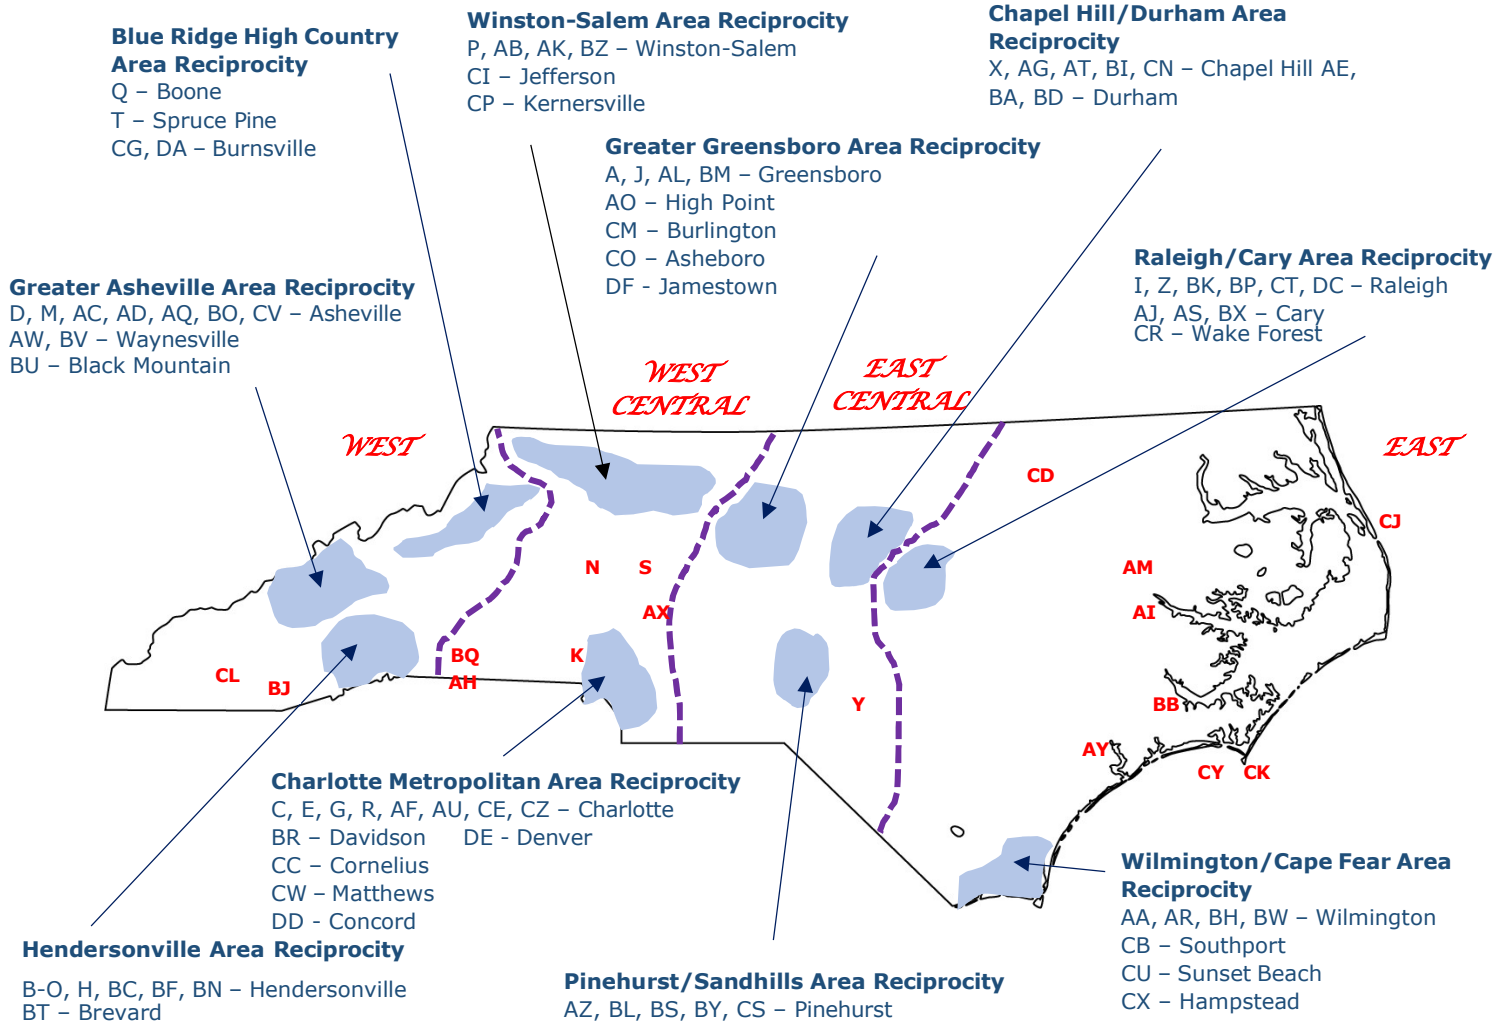 Blue Ridge High Country
Area Reciprocity
Q – Boone
T – Spruce Pine
CG, DA – Burnsville
Winston-Salem Area Reciprocity
P, AB, AK, BZ – Winston-Salem
CI – Jefferson
CP – Kernersville
Chapel Hill/Durham Area
Reciprocity
X, AG, AT, BI, CN – Chapel Hill AE,
BA, BD – Durham
Greater Greensboro Area Reciprocity
A, J, AL, BM – Greensboro
AO – High Point
CM – Burlington
CO – Asheboro
DF - Jamestown
Raleigh/Cary Area Reciprocity
I, Z, BK, BP, CT, DC – Raleigh
AJ, AS, BX – Cary
CR – Wake Forest
Greater Asheville Area Reciprocity
D, M, AC, AD, AQ, BO, CV – Asheville
AW, BV – Waynesville
BU – Black Mountain
WEST
WEST
CENTRAL
EAST
CENTRAL
EAST
CD
CJ
N
S
AM
AX
AI
BQ
K
AH
CL
BJ
Y
BB
AY
CY
CK
Charlotte Metropolitan Area Reciprocity
C, E, G, R, AF, AU, CE, CZ – Charlotte
BR – Davidson DE - Denver
CC – Cornelius
CW – Matthews
DD - Concord
Wilmington/Cape Fear Area
Reciprocity
AA, AR, BH, BW – Wilmington
CB – Southport
CU – Sunset Beach
CX – Hampstead
Hendersonville Area Reciprocity
B-O, H, BC, BF, BN – Hendersonville
BT – Brevard
Pinehurst/Sandhills Area Reciprocity
AZ, BL, BS, BY, CS – Pinehurst